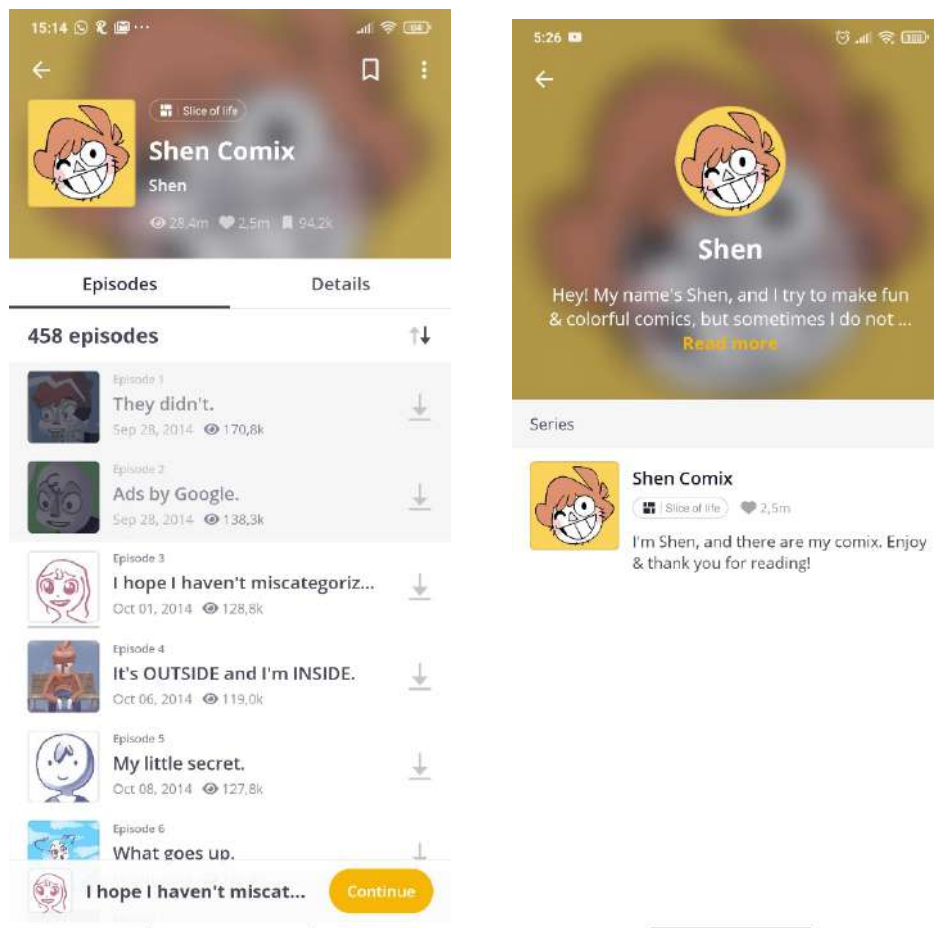 15:14
64
Slice of life
Shen Comix
Shen
28,4m 2,5m 94,2k
Episodes Details
458 episodes
Episode 1
They didn't.
Sep 28, 2014 170,8k
Episode 2
Ads by Google.
Sep 28, 2014 138,3k
Episode 3
I hope I haven't miscategoriz...
Oct 01, 2014 128,8k
Episode 4
It's OUTSIDE and I'm INSIDE.
Oct 06, 2014 119,0k
Episode 5
My little secret.
Oct 08, 2014 127,8k
Episode 6
What goes up.
I hope I haven't miscat... Continue
5:26
100
Shen
Hey! My name's Shen, and I try to make fun
& colorful comics, but sometimes I do not ...
Read more
Series
Shen Comix
Slice of life 2,5m
I'm Shen, and there are my comix. Enjoy
& thank you for reading!